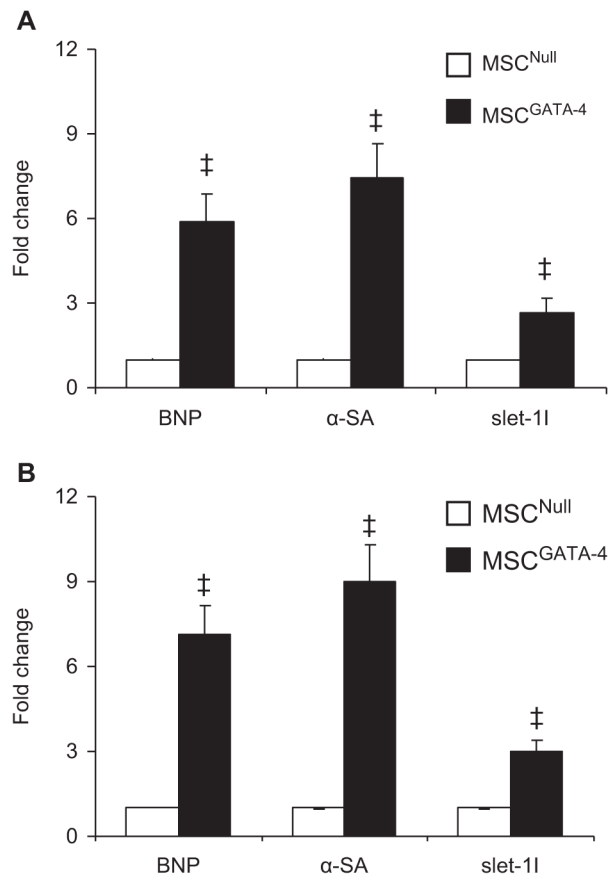 A
12
9
6
3
0
Fold change
MSC^Null
MSC^GATA-4
‡
‡
‡
BNP
α-SA
slet-1I
B
12
9
6
3
0
Fold change
MSC^Null
MSC^GATA-4
‡
‡
‡
BNP
α-SA
slet-1I